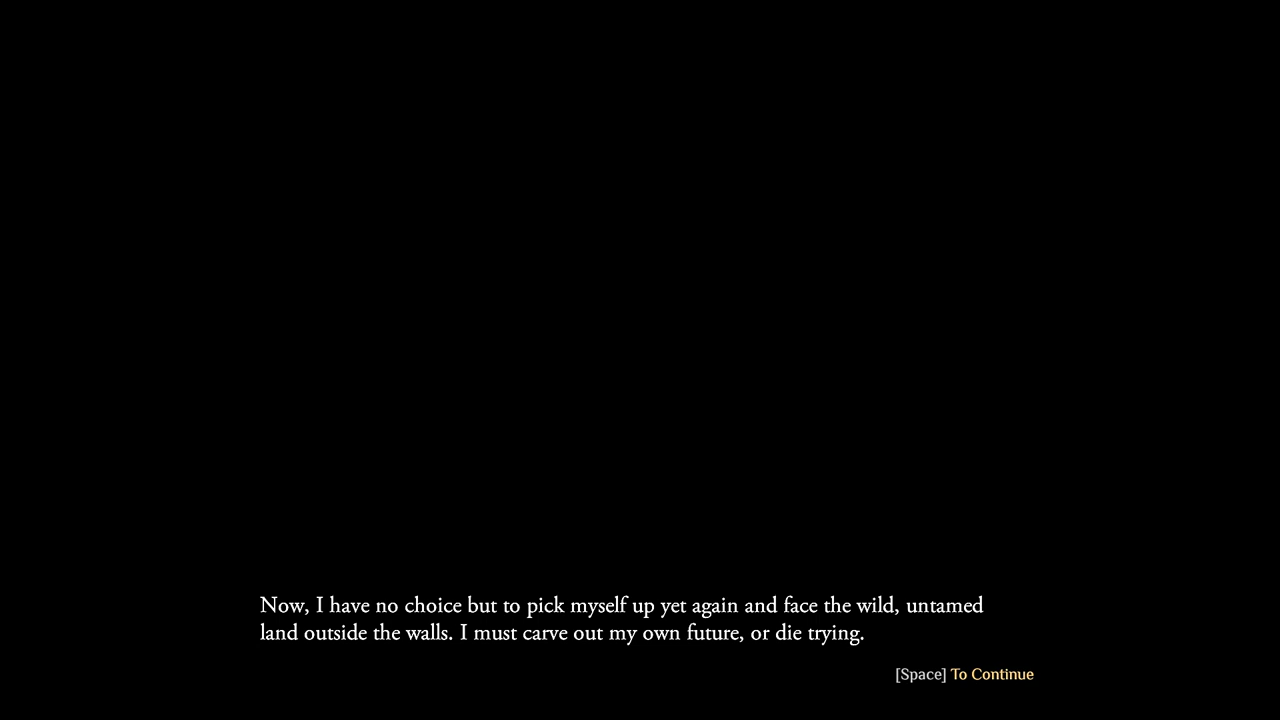 Now, I have no choice but to pick myself up yet again and face the wild, untamed
land outside the walls. I must carve out my own future, or die trying.
[Space] To Continue